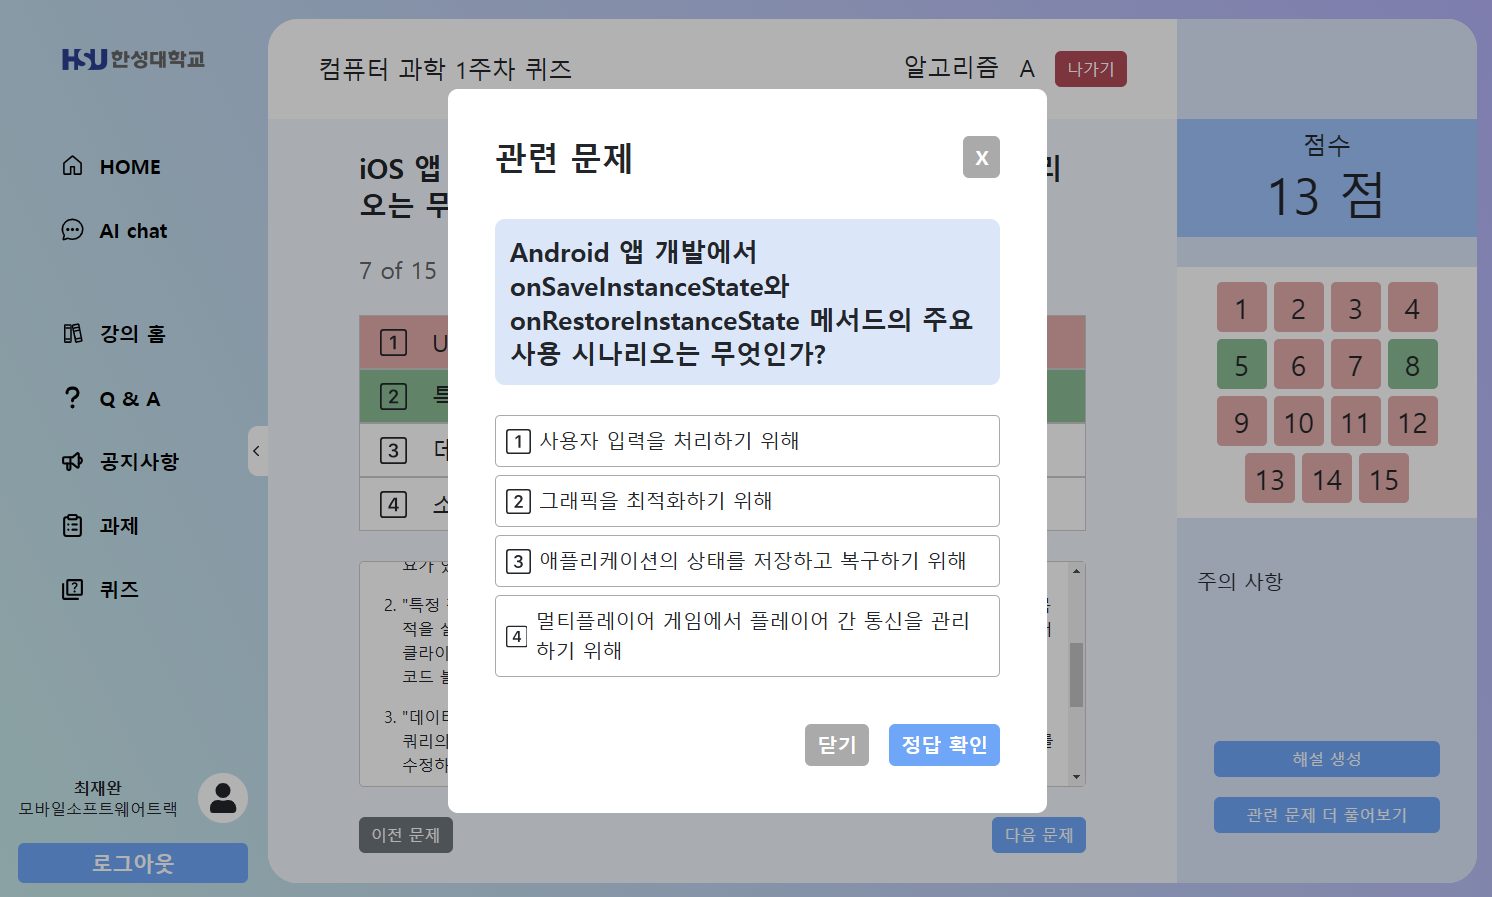 HSU 한성대학교
HOME
AI chat
강의 홈
Q & A
공지사항
과제
퀴즈
최재완
모바일소프트웨어트랙
로그아웃
컴퓨터 과학 1주차 퀴즈
알고리즘 A 나가기
iOS 앱
오는 무
7 of 15
1 U
2 특
3
4 소
2. "특정
적을
클라이
코드
3. "데이터
쿼리의
수정하
이전 문제
다음 문제
관련 문제
X
Android 앱 개발에서
onSaveInstanceState와
onRestoreInstanceState 메서드의 주요
사용 시나리오는 무엇인가?
1 사용자 입력을 처리하기 위해
2 그래픽을 최적화하기 위해
3 애플리케이션의 상태를 저장하고 복구하기 위해
4 멀티플레이어 게임에서 플레이어 간 통신을 관리
하기 위해
닫기
정답 확인
점수
13 점
1 2 3 4
5 6 7 8
9 10 11 12
13 14 15
주의 사항
해설 생성
관련 문제 더 풀어보기